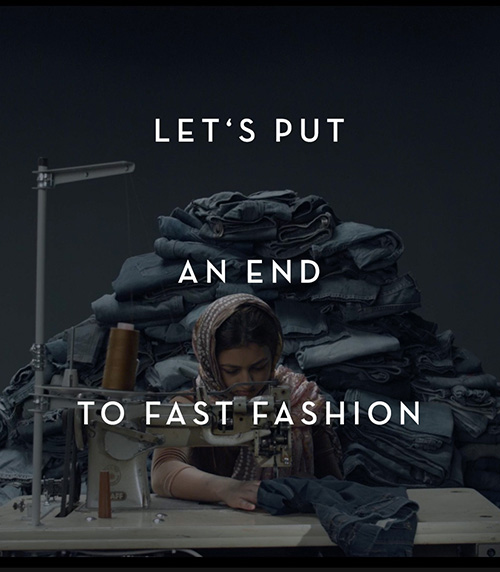 LET‘S PUT
AN END
TO FAST FASHION